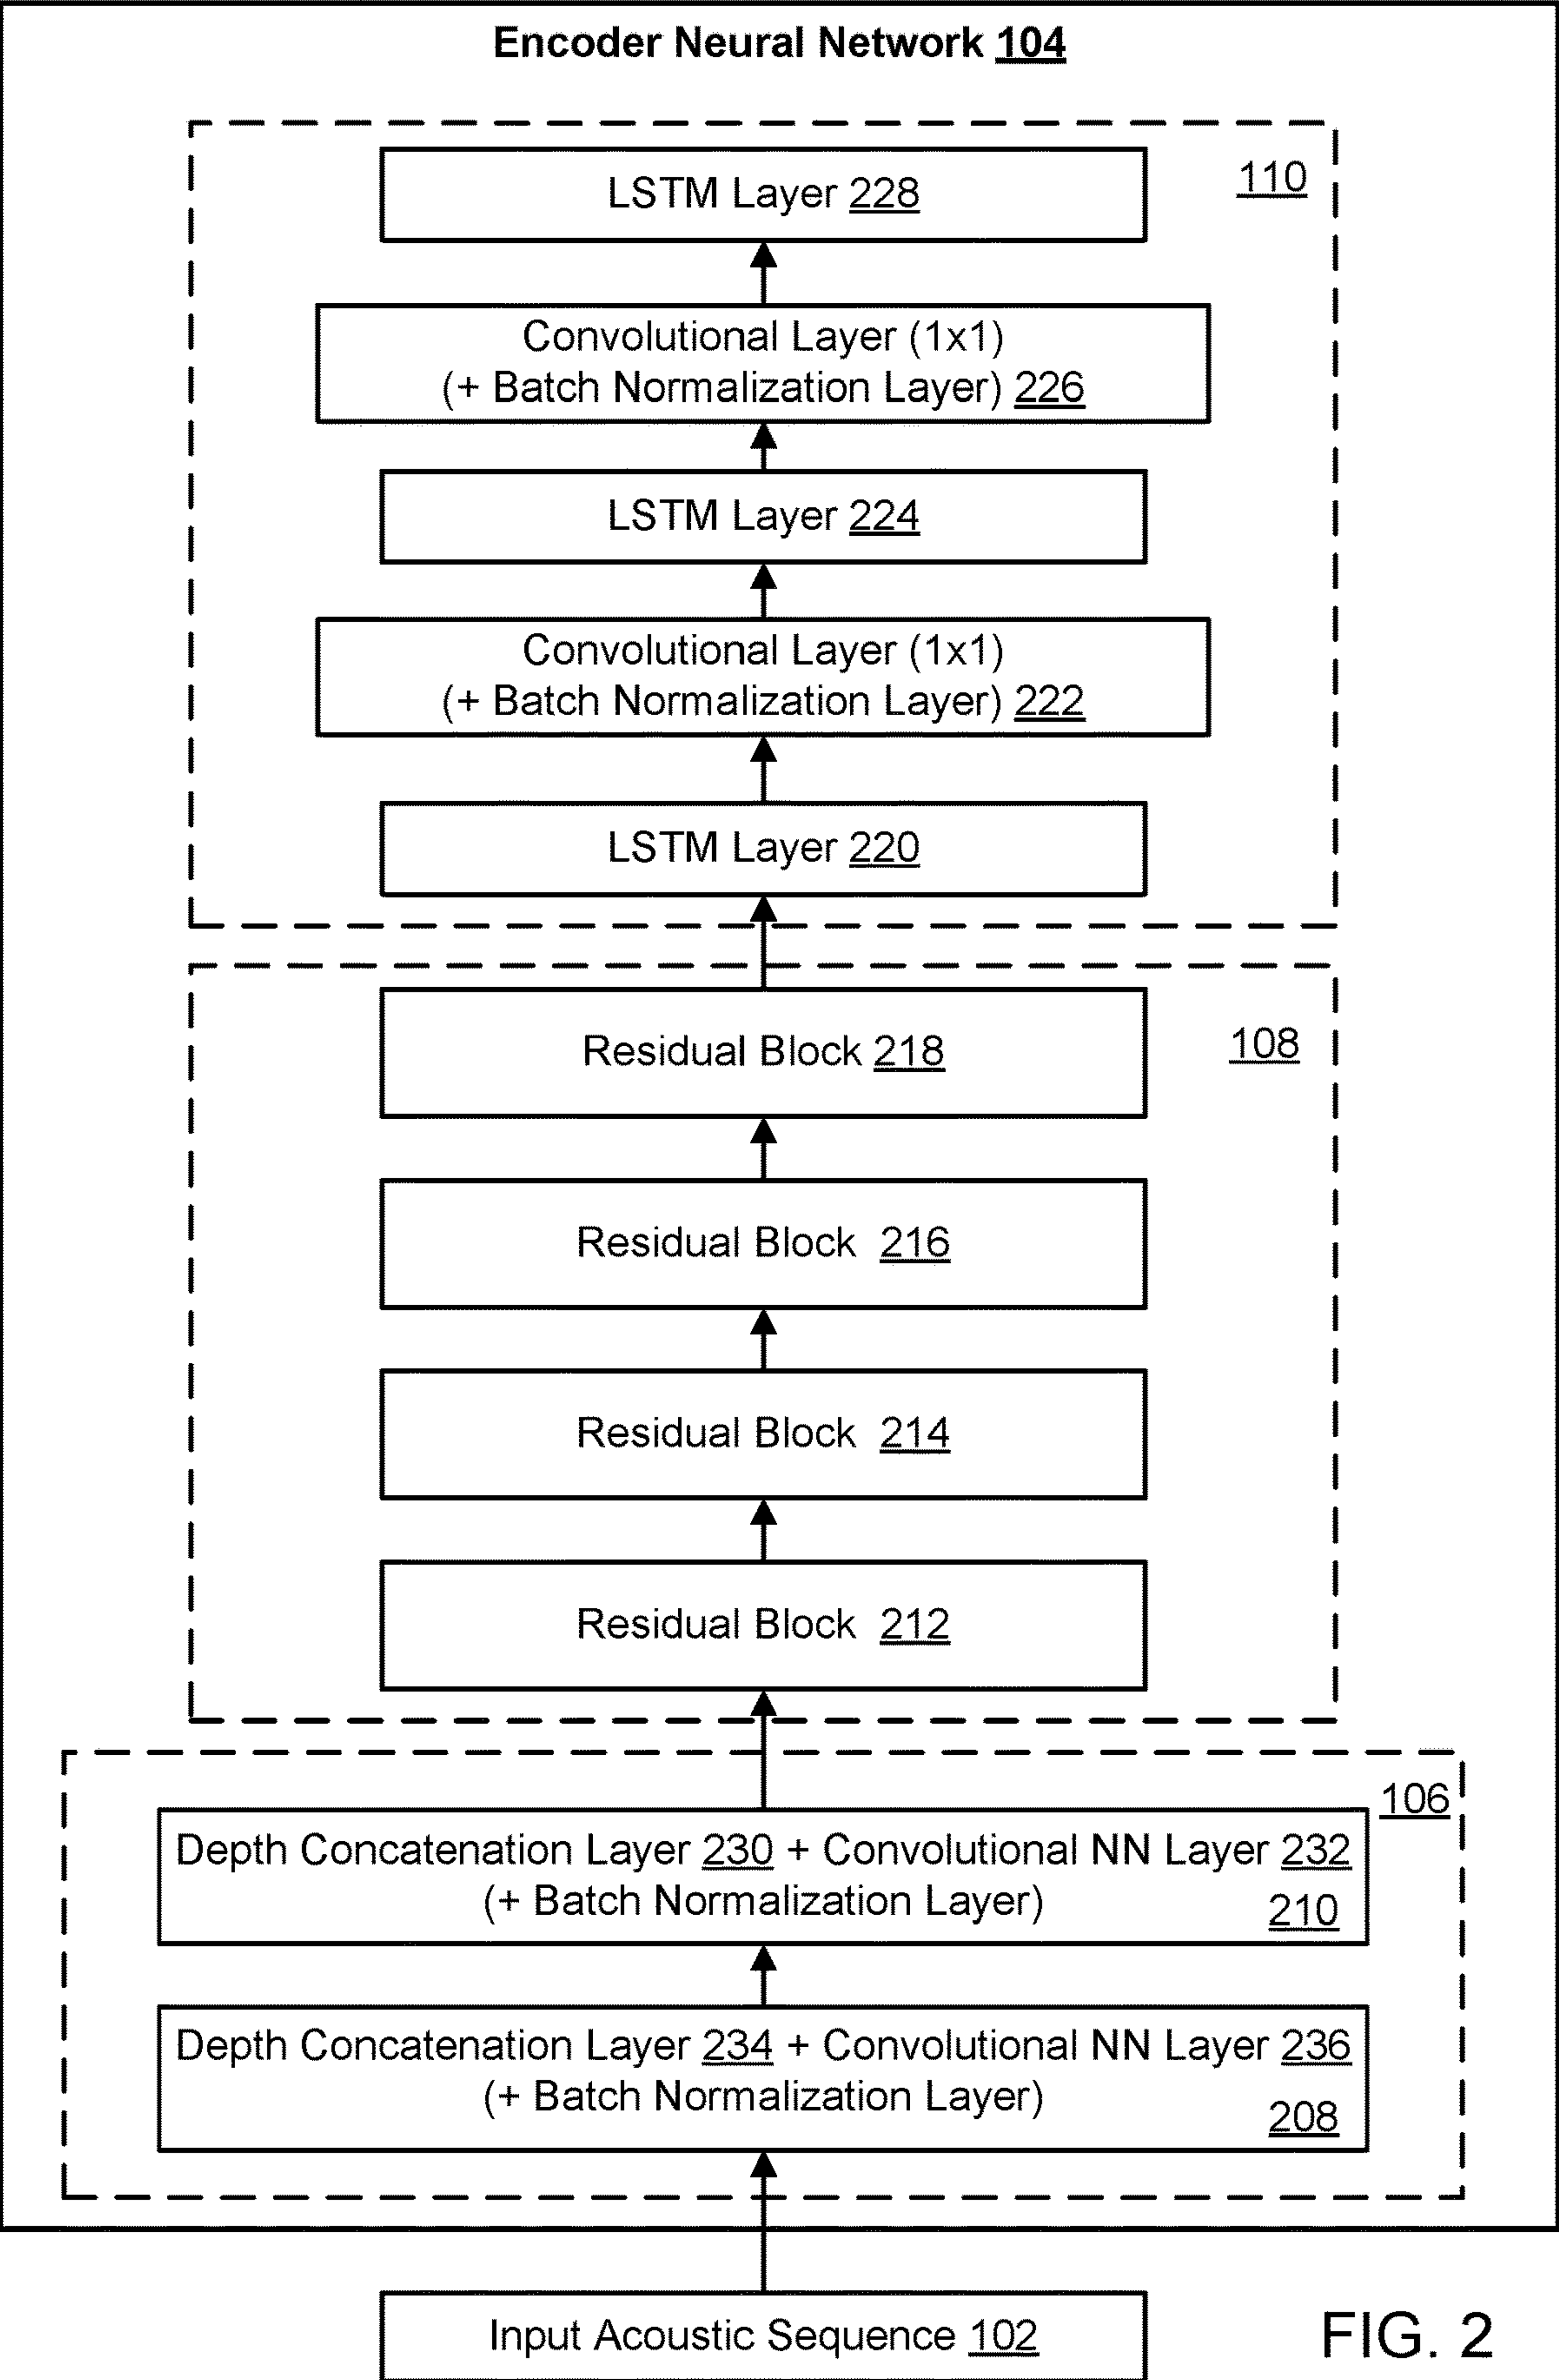 Encoder Neural Network 104
110
LSTM Layer 228
Convolutional Layer (1x1)
(+ Batch Normalization Layer) 226
LSTM Layer 224
Convolutional Layer (1x1)
(+ Batch Normalization Layer) 222
LSTM Layer 220
108
Residual Block 218
Residual Block 216
Residual Block 214
Residual Block 212
106
Depth Concatenation Layer 230 + Convolutional NN Layer 232
(+ Batch Normalization Layer)
210
Depth Concatenation Layer 234 + Convolutional NN Layer 236
(+ Batch Normalization Layer)
208
Input Acoustic Sequence 102
FIG. 2